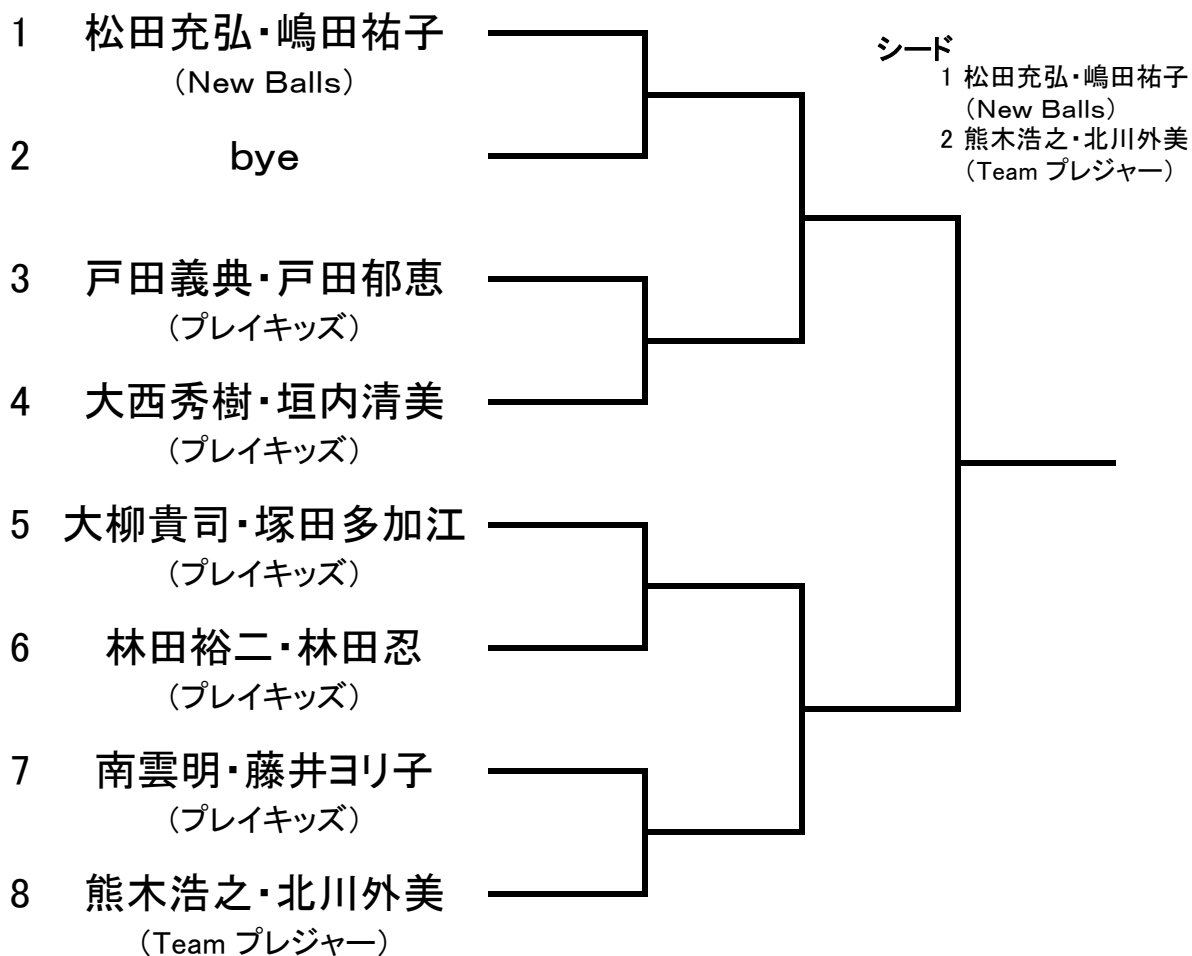 1 松田充弘・嶋田祐子
（New Balls）
2 bye
3 戸田義典・戸田郁恵
（プレイキッズ）
4 大西秀樹・垣内清美
（プレイキッズ）
5 大柳貴司・塚田多加江
（プレイキッズ）
6 林田裕二・林田忍
（プレイキッズ）
7 南雲明・藤井ヨリ子
（プレイキッズ）
8 熊木浩之・北川外美
（Team プレジャー）
シード
1 松田充弘・嶋田祐子
（New Balls）
2 熊木浩之・北川外美
（Team プレジャー）